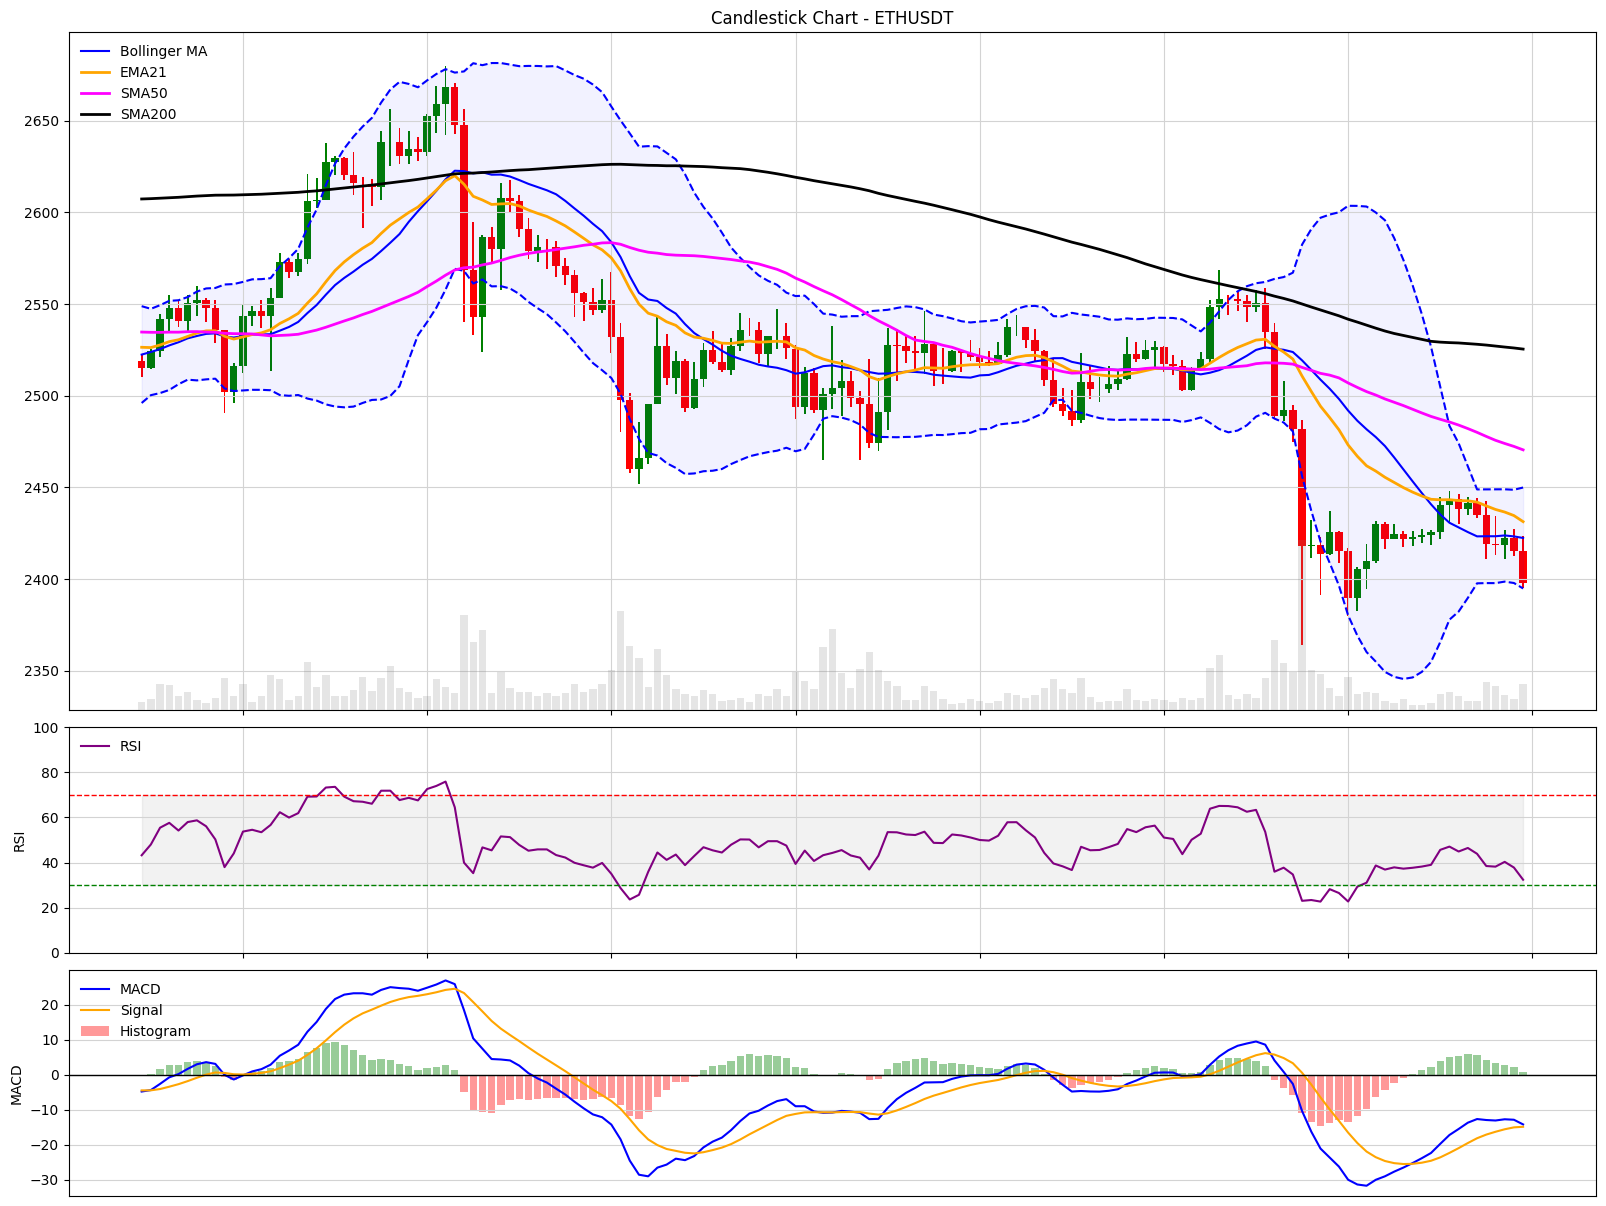 Candlestick Chart - ETHUSDT
Bollinger MA
EMA21
SMA50
SMA200
2650
2600
2550
2500
2450
2400
2350
100
80
60
40
20
0
RSI
RSI
20
10
0
−10
−20
−30
MACD
MACD
Signal
Histogram